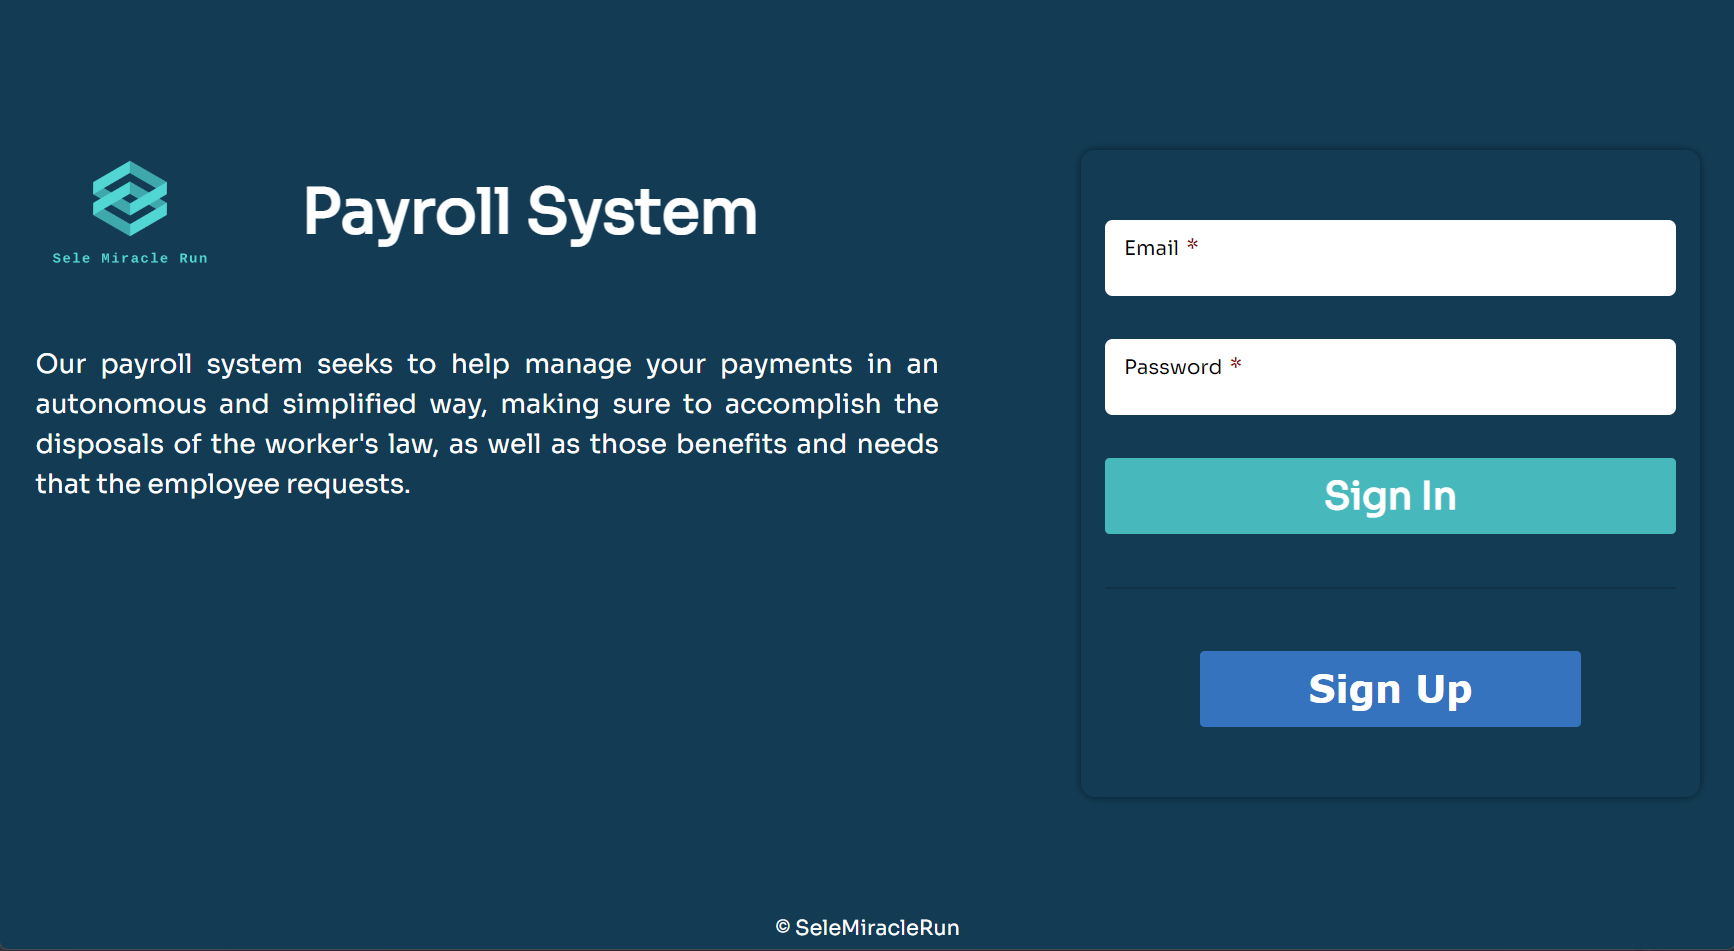 Sele Miracle Run
Payroll System
Our payroll system seeks to help manage your payments in an
autonomous and simplified way, making sure to accomplish the
disposals of the worker's law, as well as those benefits and needs
that the employee requests.
Email *
Password *
Sign In
Sign Up
© SeleMiracleRun